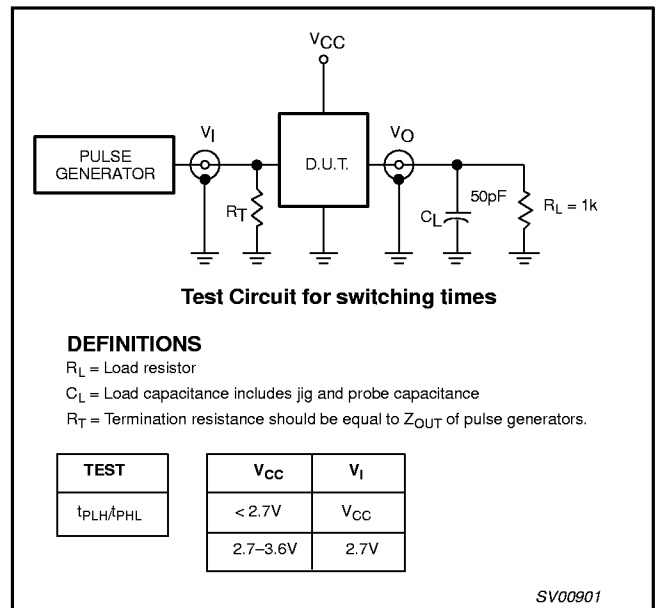 VCC
PULSE
GENERATOR
VI
D.U.T.
VO
RT
50pF
CL
RL = 1k
Test Circuit for switching times
DEFINITIONS
RL = Load resistor
CL = Load capacitance includes jig and probe capacitance
RT = Termination resistance should be equal to ZOUT of pulse generators.
TEST
tPLH/tPHL
VCC VI
< 2.7V VCC
2.7–3.6V 2.7V
SV00901